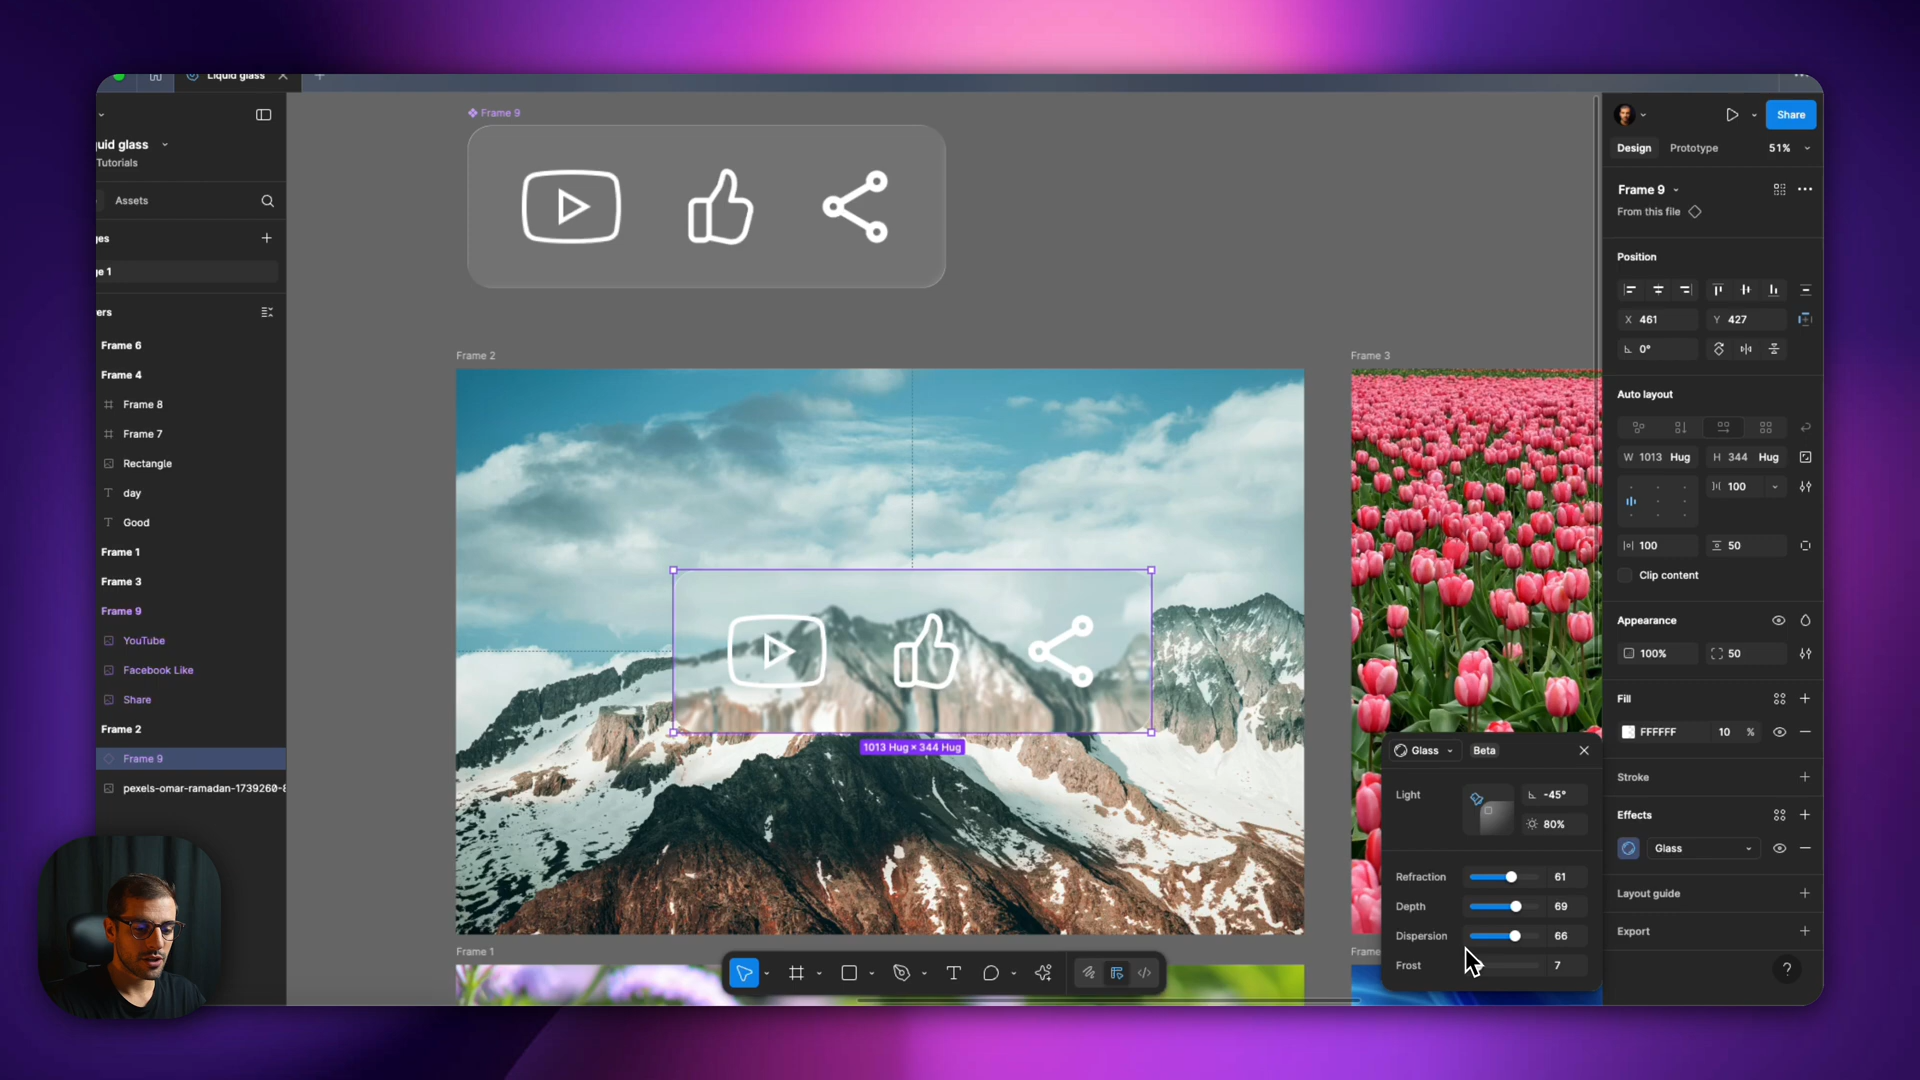 Liquid glass
quid glass
Tutorials
Assets
ges
ge 1
ers
Frame 6
Frame 4
Frame 8
Frame 7
Rectangle
day
Good
Frame 1
Frame 3
Frame 9
YouTube
Facebook Like
Share
Frame 2
Frame 9
pexels-omar-ramadan-1739260-8
Frame 9
Frame 2
Frame 3
1013 Hug × 344 Hug
Frame 1
Frame
Glass
Beta
Light
-45°
80%
Refraction 61
Depth 69
Dispersion 66
Frost 7
Share
Design Prototype 51%
Frame 9
From this file
Position
X 461 Y 427
0°
Auto layout
W 1013 Hug H 344 Hug
100
100 50
Clip content
Appearance
100% 50
Fill
FFFFFF 10 %
Stroke
Effects
Glass
Layout guide
Export
?